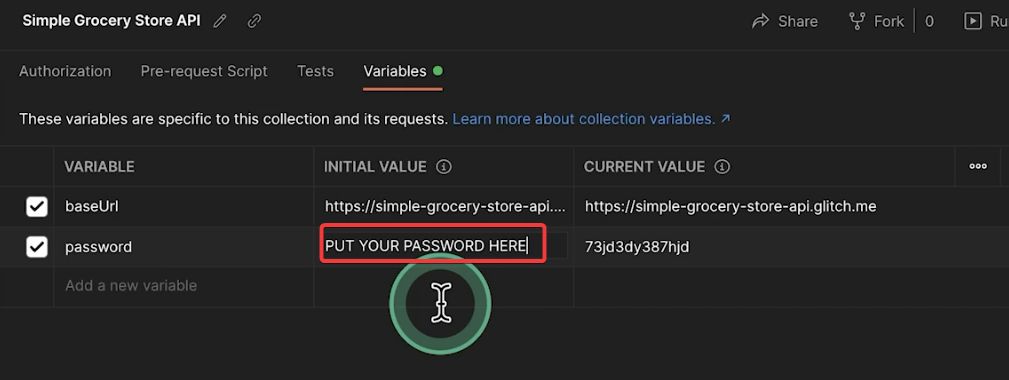 Simple Grocery Store API Share Fork 0 Ru
Authorization Pre-request Script Tests Variables
These variables are specific to this collection and its requests. Learn more about collection variables. ↗
VARIABLE INITIAL VALUE CURRENT VALUE
baseUrl https://simple-grocery-store-api.... https://simple-grocery-store-api.glitch.me
password PUT YOUR PASSWORD HERE 73jd3dy387hjd
Add a new variable